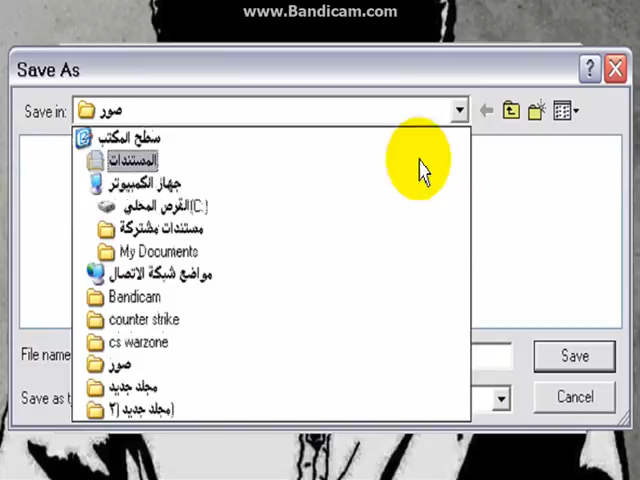 www.Bandicam.com
Save As
Save in: صور
سطح المكتب
المستندات
جهاز الكمبيوتر
القرص المحلي (C:)
مستندات مشتركة
My Documents
مواضع شبكة الاتصال
Bandicam
counter strike
cs warzone
صور
مجلد جديد
مجلد جديد (٢)
File name
Save
Save as t
Cancel